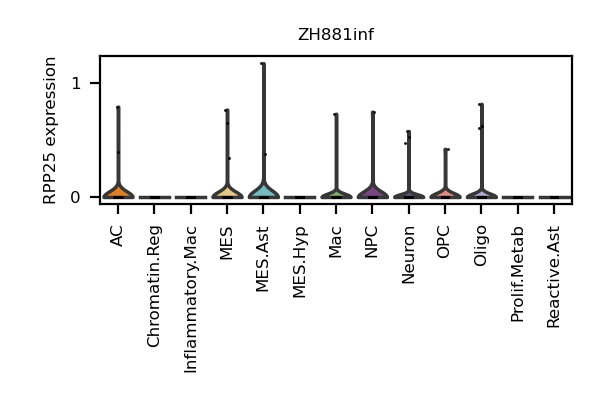 ZH881inf
RPP25 expression
1
0
AC
Chromatin.Reg
Inflammatory.Mac
MES
MES.Ast
MES.Hyp
Mac
NPC
Neuron
OPC
Oligo
Prolif.Metab
Reactive.Ast